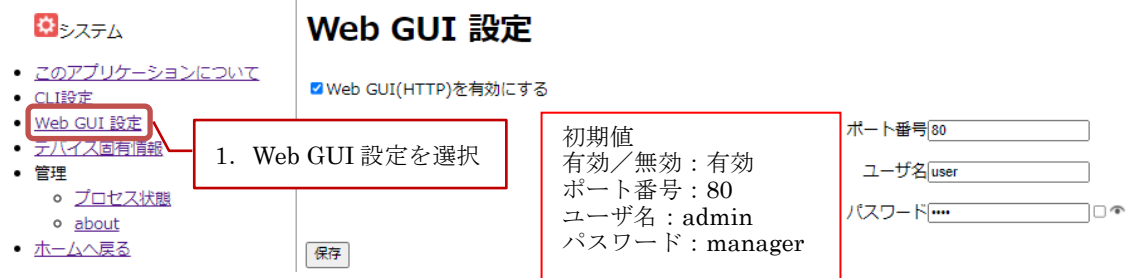 システム
このアプリケーションについて
CLI設定
Web GUI 設定
デバイス固有情報
管理
プロセス状態
about
ホームへ戻る
1. Web GUI 設定を選択
Web GUI 設定
Web GUI(HTTP)を有効にする
初期値
有効／無効：有効
ポート番号：80
ユーザ名：admin
パスワード：manager
ポート番号 80
ユーザ名 user
パスワード ••••
保存